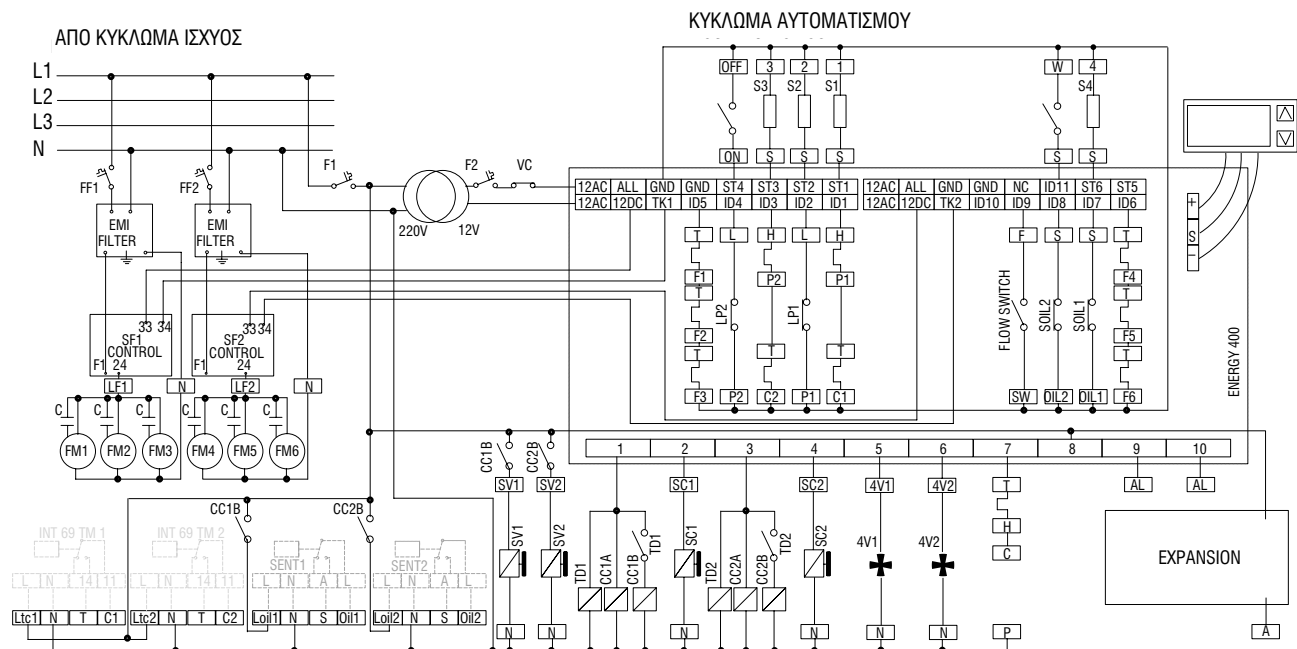 ΚΥΚΛΩΜΑ ΑΥΤΟΜΑΤΙΣΜΟΥ
ΑΠΟ ΚΥΚΛΩΜΑ ΙΣΧΥΟΣ
L1
L2
L3
N
OFF 3 2 1 W 4
S3 S2 S1 S4
ON S S S S S
FF1 FF2 F1 F2 VC
220V 12V
12AC ALL GND GND ST4 ST3 ST2 ST1 12AC ALL GND GND NC ID11 ST6 ST5
12AC 12DC TK1 ID5 ID4 ID3 ID2 ID1 12AC 12DC TK2 ID10 ID9 ID8 ID7 ID6
+
S
−
ENERGY 400
EMI FILTER
EMI FILTER
T L H L H F S S T
F1 P2 P1 F4
T T
LP2 LP1 FLOW SWITCH SOIL2 SOIL1
F2 F5
T T T T
F3 P2 C2 P1 C1 SW OIL2 OIL1 F6
33 34 33 34
SF1 CONTROL
SF2 CONTROL
F1 24 F1 24
LF1 N LF2 N
C C C C C C
FM1 FM2 FM3 FM4 FM5 FM6
CC1B CC2B
1 2 3 4 5 6 7 8 9 10
SV1 SV2 SC1 SC2 4V1 4V2 T AL AL
CC1B CC2B
SV1 SV2 TD1 SC1 TD2 SC2 4V1 4V2 H
C
TD1 CC1A CC1B TD2 CC2A CC2B
EXPANSION
INT 69 TM 1 INT 69 TM 2 SENT1 SENT2
L N 14 11 L N 14 11 L N A L L N A L
Ltc1 N T C1 Ltc2 N T C2 Loil1 N S Oil1 Loil2 N S Oil2
N N N N N N P A